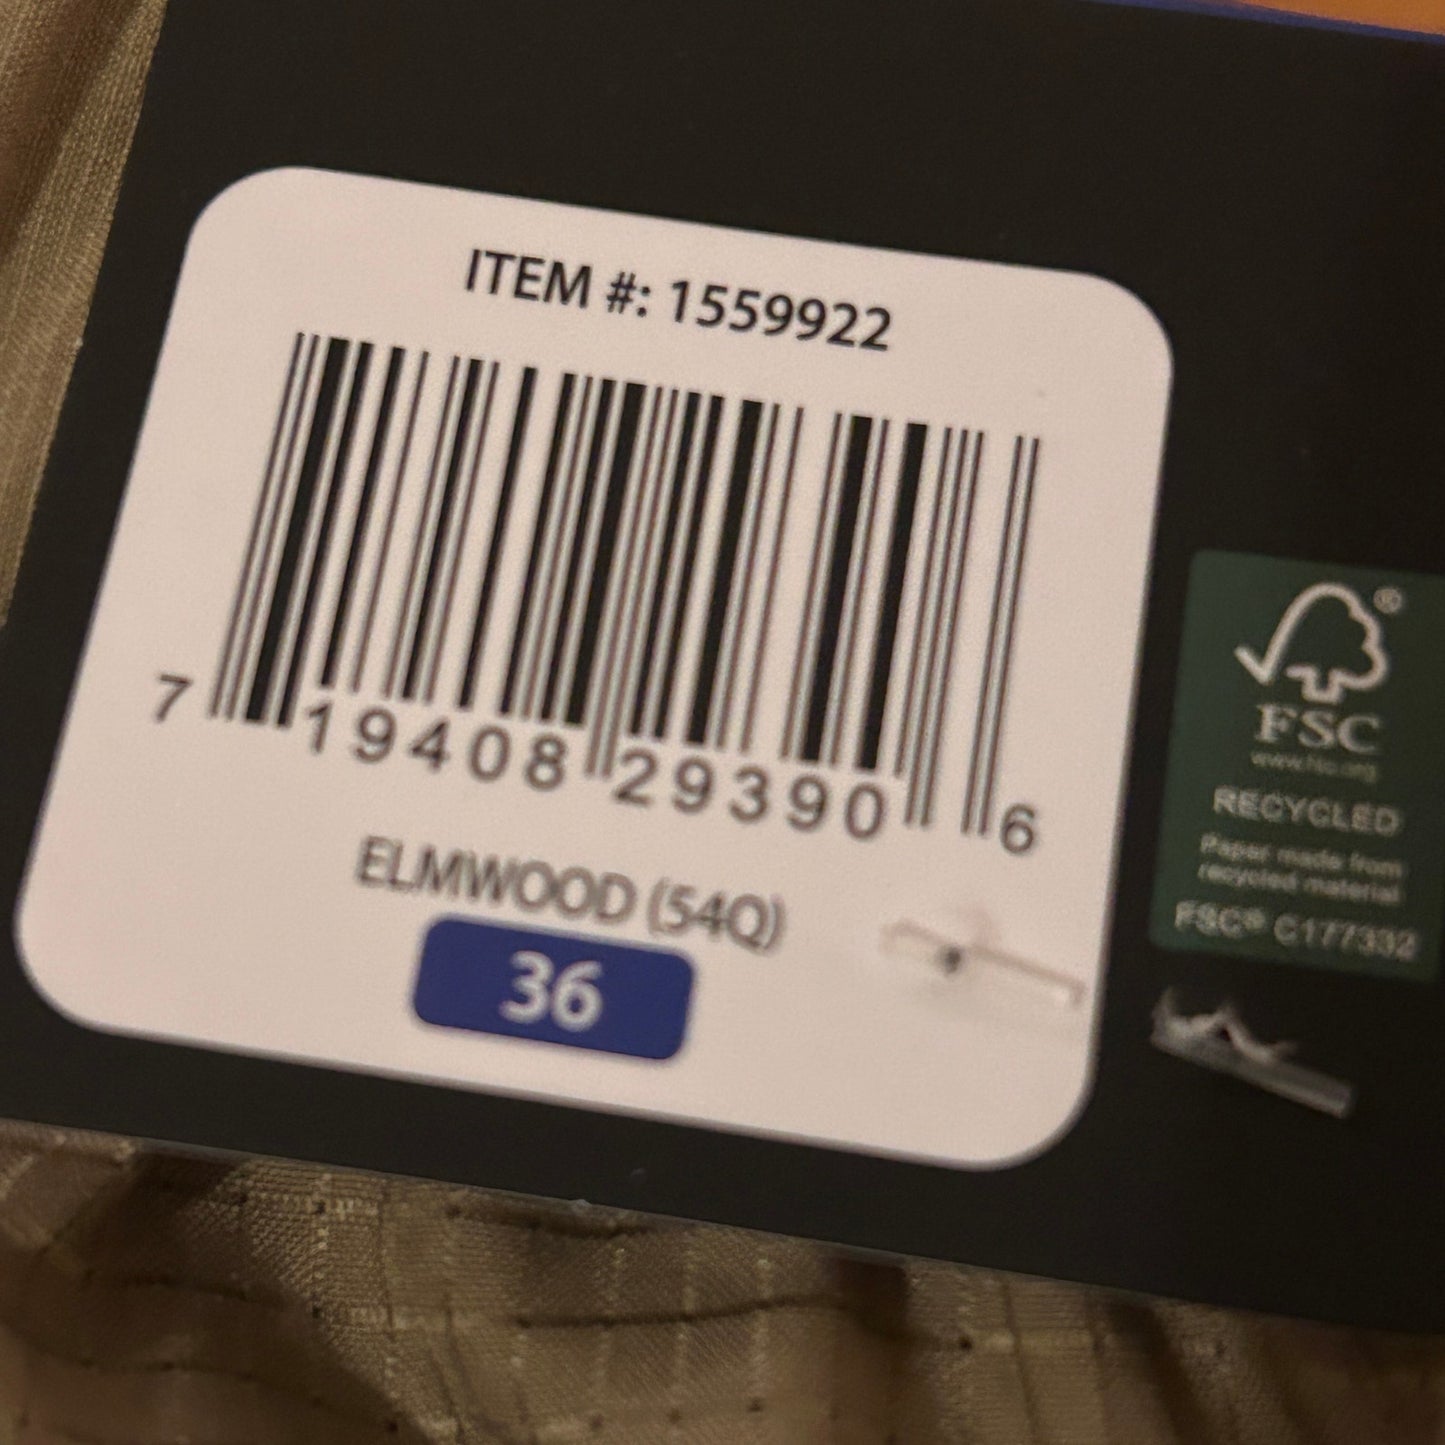 ITEM #: 1559922
7 19408 29390 6
ELMWOOD (54Q)
36
®
FSC
www.fsc.org
RECYCLED
Paper made from
recycled material
FSC® C177332